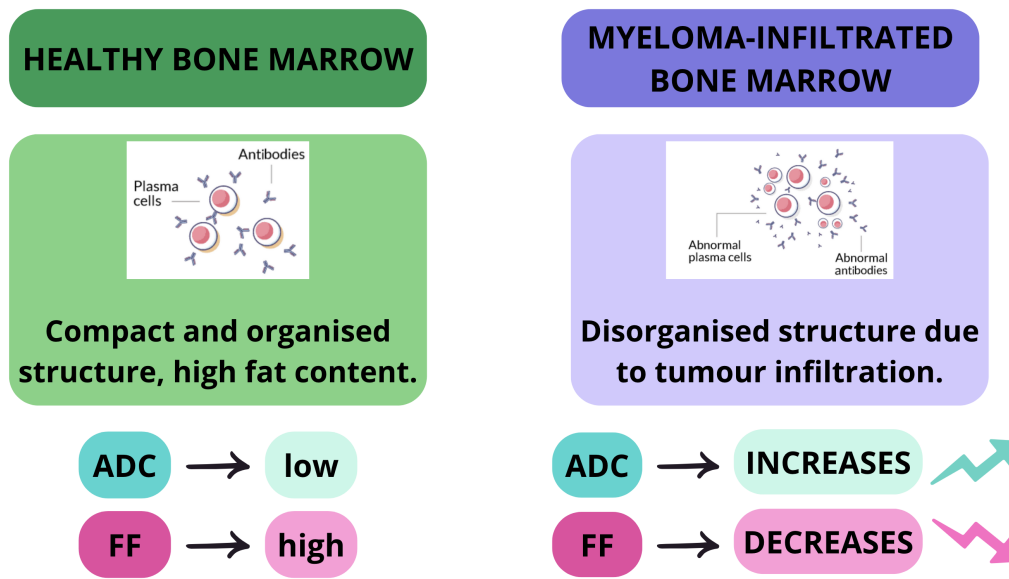 HEALTHY BONE MARROW
Antibodies
Plasma
cells
Compact and organised
structure, high fat content.
ADC
low
FF
high
MYELOMA-INFILTRATED
BONE MARROW
Abnormal
plasma cells
Abnormal
antibodies
Disorganised structure due
to tumour infiltration.
ADC
INCREASES
FF
DECREASES